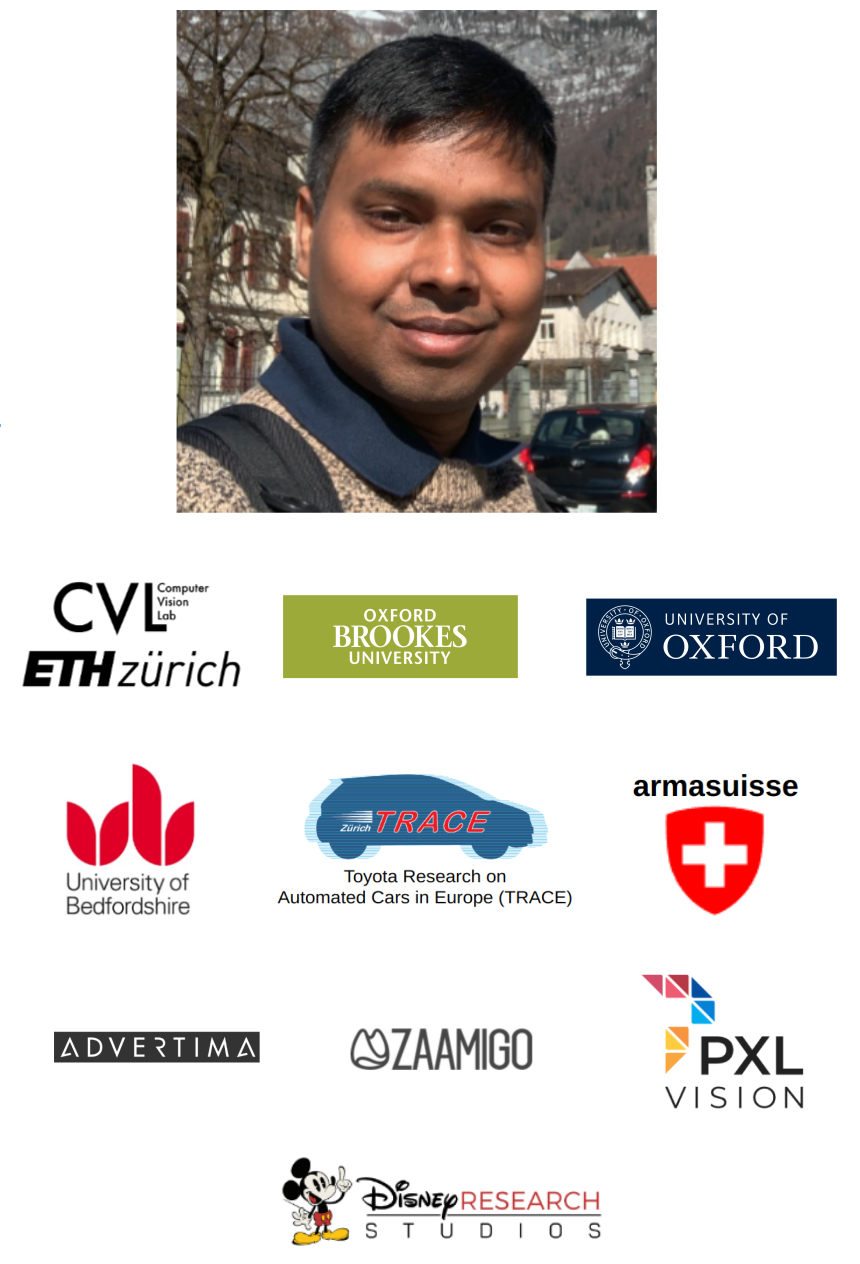 CVL Computer
Vision
Lab
ETH zürich
OXFORD
BROOKES
UNIVERSITY
UNIVERSITY OF
OXFORD
University of
Bedfordshire
Zürich TRACE
Toyota Research on
Automated Cars in Europe (TRACE)
armasuisse
ADVERTIMA
ZAAMIGO
PXL
VISION
Disney RESEARCH
STUDIOS